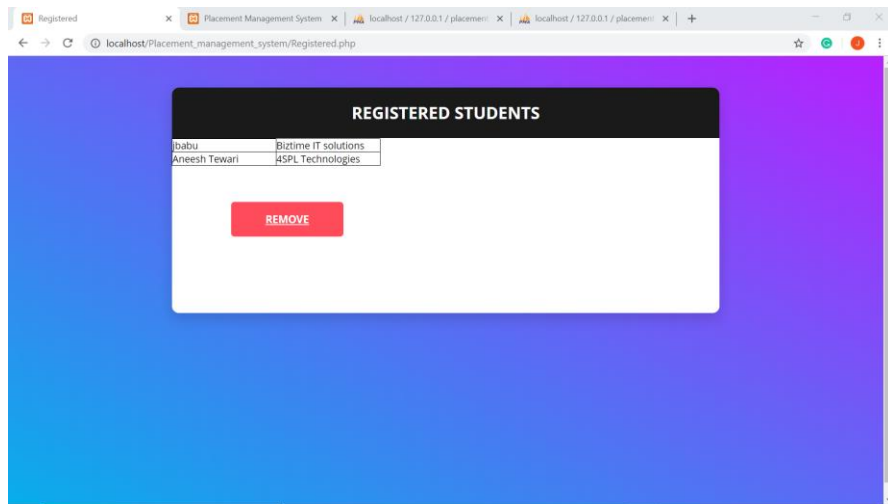 Registered
Placement Management System
localhost / 127.0.0.1 / placement
localhost / 127.0.0.1 / placement
localhost/Placement_management_system/Registered.php
J
REGISTERED STUDENTS
jbabu Biztime IT solutions
Aneesh Tewari 4SPL Technologies
REMOVE